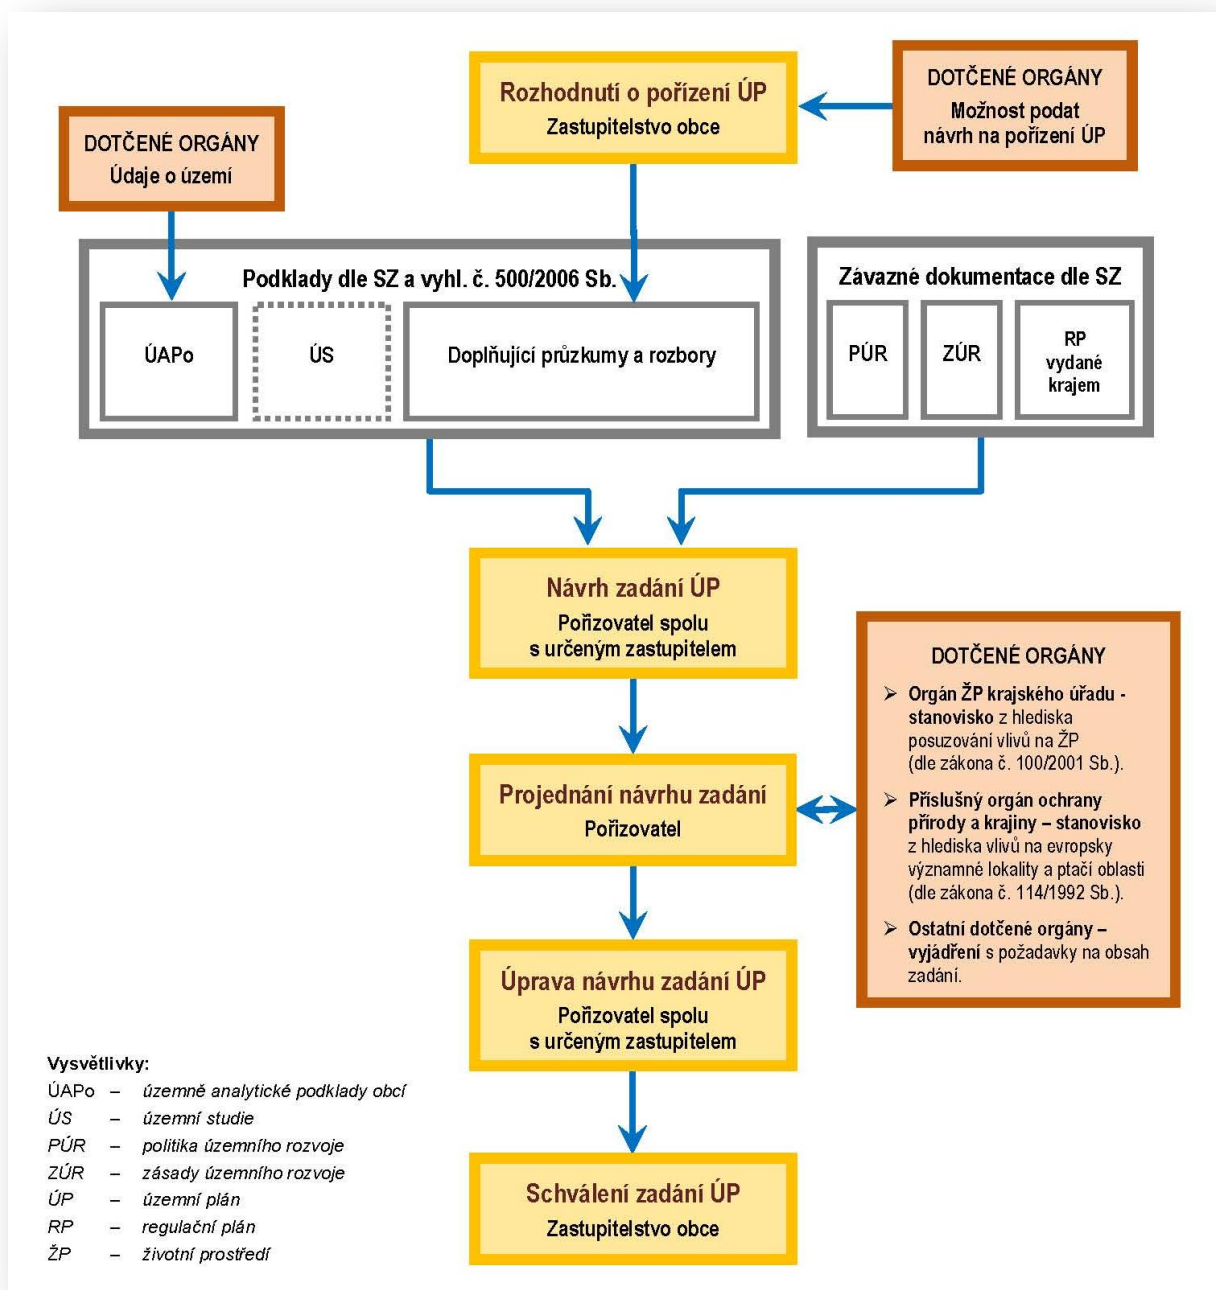 Rozhodnutí o pořízení ÚP
Zastupitelstvo obce
DOTČENÉ ORGÁNY
Možnost podat
návrh na pořízení ÚP
DOTČENÉ ORGÁNY
Údaje o území
Podklady dle SZ a vyhl. č. 500/2006 Sb.
ÚAPo
ÚS
Doplňující průzkumy a rozbory
Závazné dokumentace dle SZ
PÚR
ZÚR
RP
vydané
krajem
Návrh zadání ÚP
Pořizovatel spolu
s určeným zastupitelem
Projednání návrhu zadání
Pořizovatel
DOTČENÉ ORGÁNY
➢ Orgán ŽP krajského úřadu -
stanovisko z hlediska
posuzování vlivů na ŽP
(dle zákona č. 100/2001 Sb.).
➢ Příslušný orgán ochrany
přírody a krajiny – stanovisko
z hlediska vlivů na evropsky
významné lokality a ptačí oblasti
(dle zákona č. 114/1992 Sb.).
➢ Ostatní dotčené orgány –
vyjádření s požadavky na obsah
zadání.
Úprava návrhu zadání ÚP
Pořizovatel spolu
s určeným zastupitelem
Schválení zadání ÚP
Zastupitelstvo obce
Vysvětlivky:
ÚAPo – územně analytické podklady obcí
ÚS – územní studie
PÚR – politika územního rozvoje
ZÚR – zásady územního rozvoje
ÚP – územní plán
RP – regulační plán
ŽP – životní prostředí